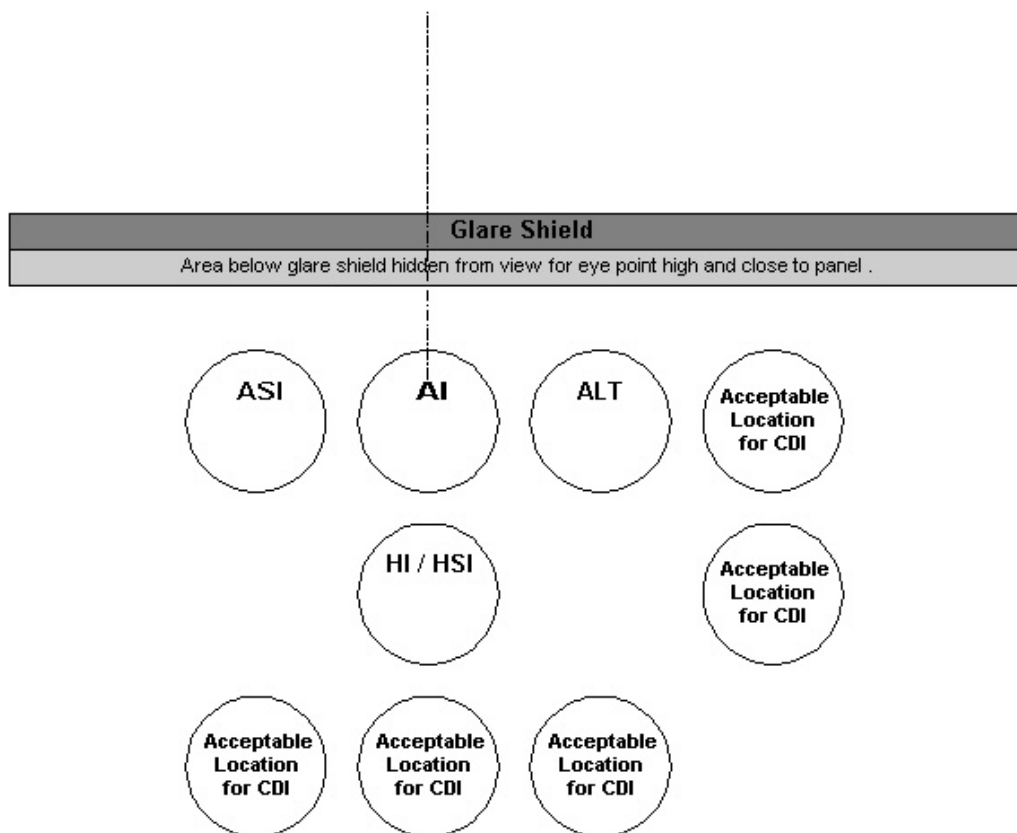 Glare Shield
Area below glare shield hidden from view for eye point high and close to panel .
ASI
AI
ALT
Acceptable
Location
for CDI
HI / HSI
Acceptable
Location
for CDI
Acceptable
Location
for CDI
Acceptable
Location
for CDI
Acceptable
Location
for CDI